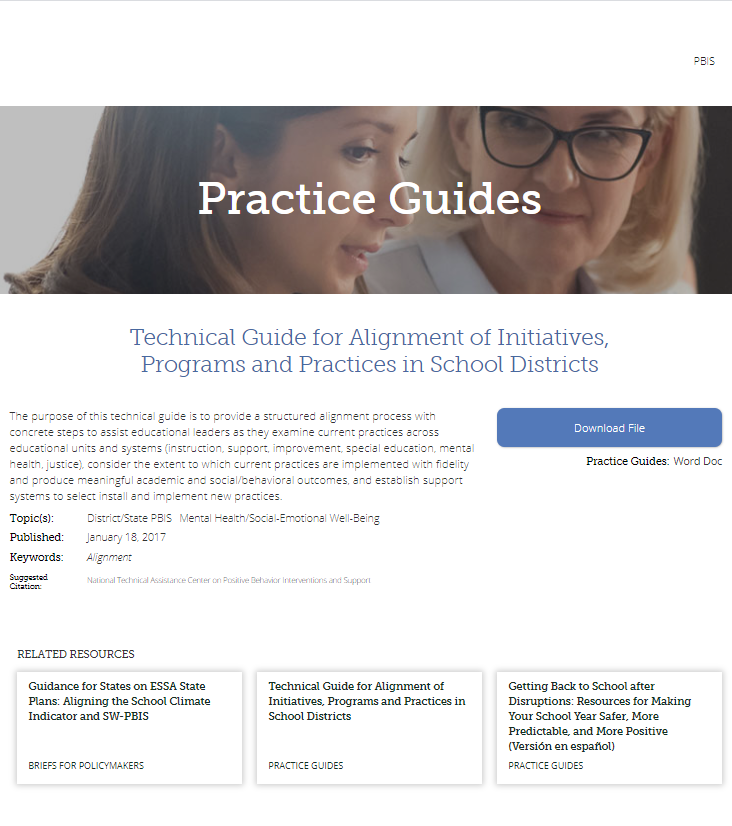 PBIS
Practice Guides
Technical Guide for Alignment of Initiatives,
Programs and Practices in School Districts
The purpose of this technical guide is to provide a structured alignment process with
concrete steps to assist educational leaders as they examine current practices across
educational units and systems (instruction, support, improvement, special education, mental
health, justice), consider the extent to which current practices are implemented with fidelity
and produce meaningful academic and social/behavioral outcomes, and establish support
systems to select install and implement new practices.
Download File
Practice Guides: Word Doc
Topic(s): District/State PBIS Mental Health/Social-Emotional Well-Being
Published: January 18, 2017
Keywords: Alignment
Suggested
Citation:
National Technical Assistance Center on Positive Behavior Interventions and Support
RELATED RESOURCES
Guidance for States on ESSA State
Plans: Aligning the School Climate
Indicator and SW-PBIS
BRIEFS FOR POLICYMAKERS
Technical Guide for Alignment of
Initiatives, Programs and Practices in
School Districts
PRACTICE GUIDES
Getting Back to School after
Disruptions: Resources for Making
Your School Year Safer, More
Predictable, and More Positive
(Versión en español)
PRACTICE GUIDES